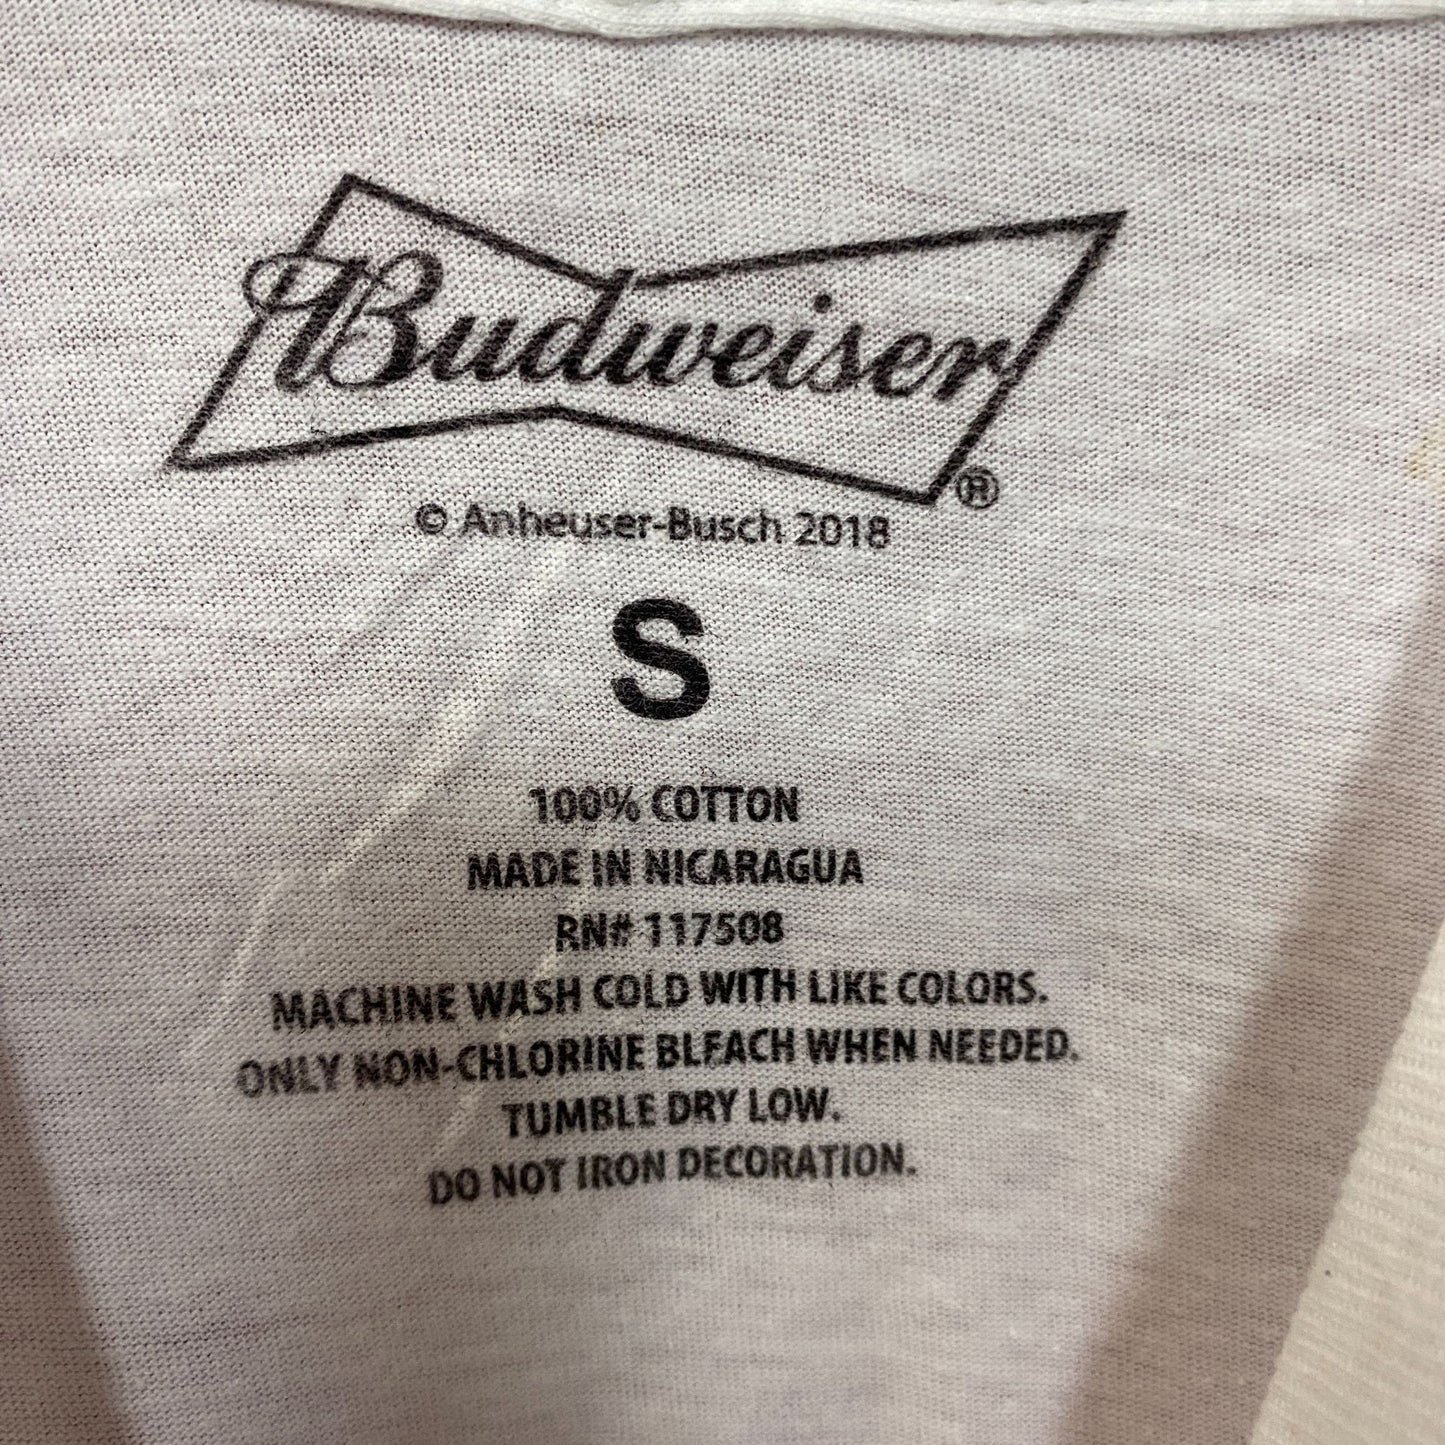 Budweiser®
© Anheuser-Busch 2018
S
100% COTTON
MADE IN NICARAGUA
RN# 117508
MACHINE WASH COLD WITH LIKE COLORS.
ONLY NON-CHLORINE BLEACH WHEN NEEDED.
TUMBLE DRY LOW.
DO NOT IRON DECORATION.